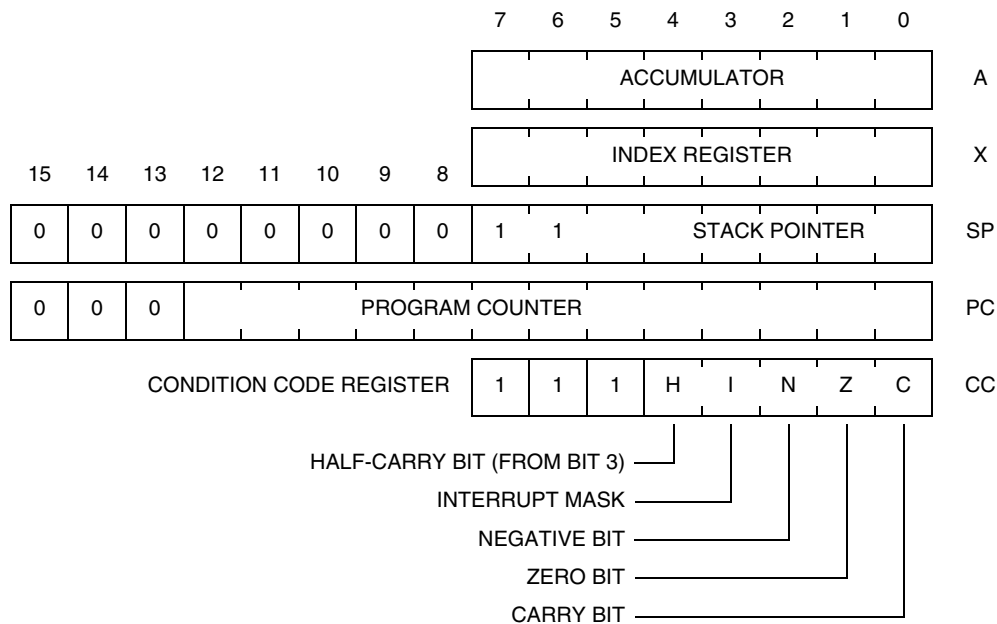 7 6 5 4 3 2 1 0
ACCUMULATOR A
INDEX REGISTER X
15 14 13 12 11 10 9 8
0 0 0 0 0 0 0 0 1 1 STACK POINTER SP
0 0 0 PROGRAM COUNTER PC
CONDITION CODE REGISTER 1 1 1 H I N Z C CC
HALF-CARRY BIT (FROM BIT 3)
INTERRUPT MASK
NEGATIVE BIT
ZERO BIT
CARRY BIT